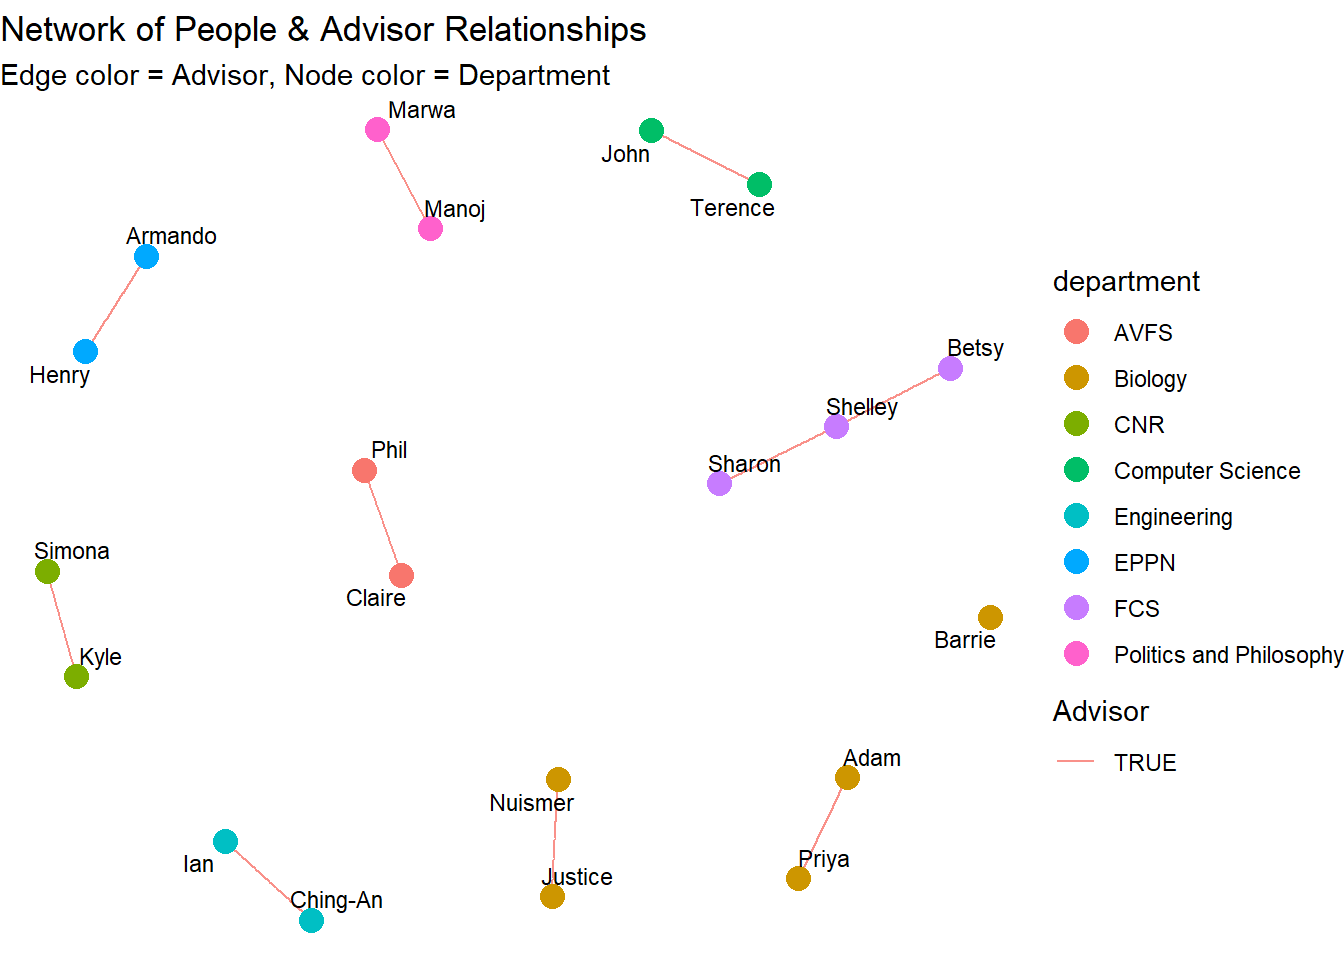 Network of People & Advisor Relationships
Edge color = Advisor, Node color = Department
Marwa
John
Manoj
Terence
Armando
Henry
Betsy
Shelley
Sharon
Phil
Claire
Simona
Kyle
Barrie
Adam
Nuismer
Priya
Justice
Ian
Ching-An
department
AVFS
Biology
CNR
Computer Science
Engineering
EPPN
FCS
Politics and Philosophy
Advisor
TRUE